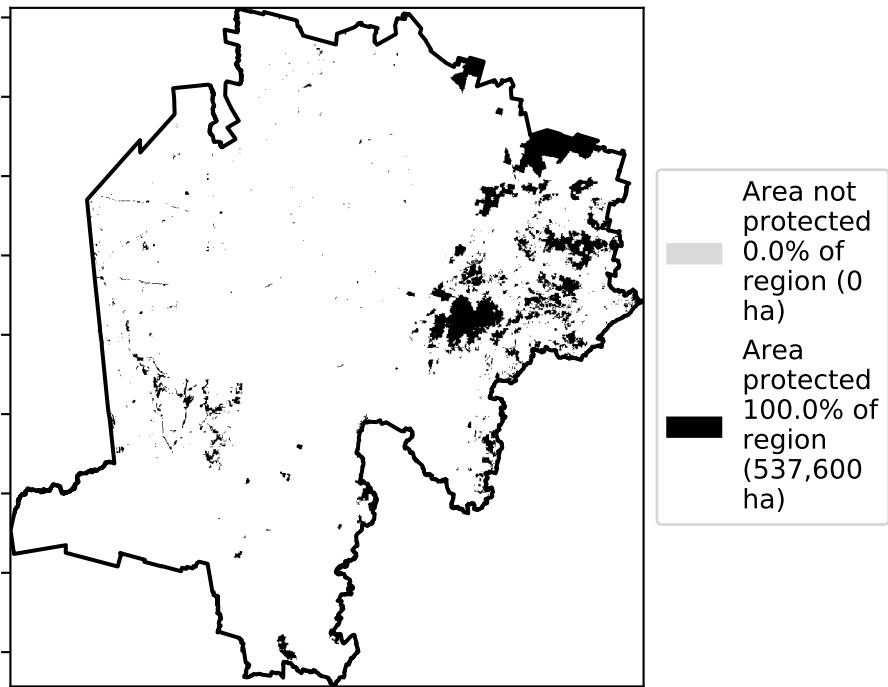 Area not
protected
0.0% of
region (0
ha)
Area
protected
100.0% of
region
(537,600
ha)